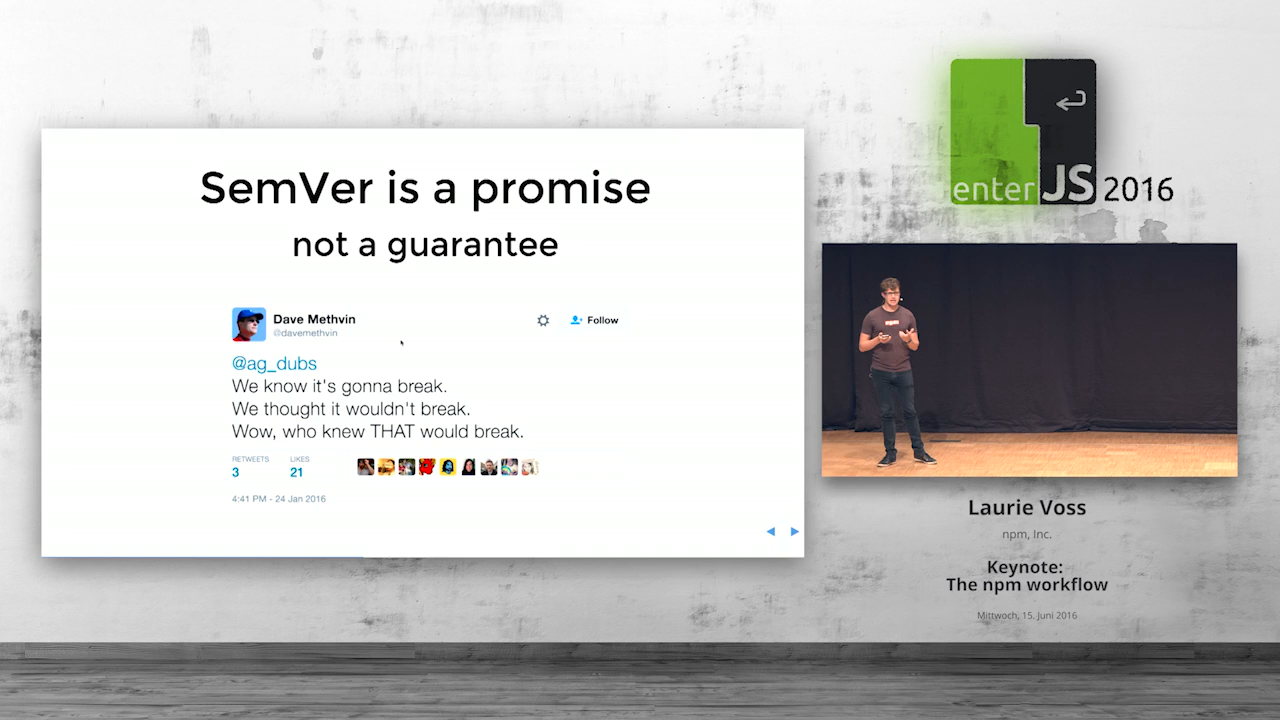 SemVer is a promise
not a guarantee
Dave Methvin
@davemethvin
Follow
@ag_dubs
We know it's gonna break.
We thought it wouldn't break.
Wow, who knew THAT would break.
RETWEETS
LIKES
3
21
4:41 PM - 24 Jan 2016
enter JS 2016
Laurie Voss
npm, Inc.
Keynote:
The npm workflow
Mittwoch, 15. Juni 2016